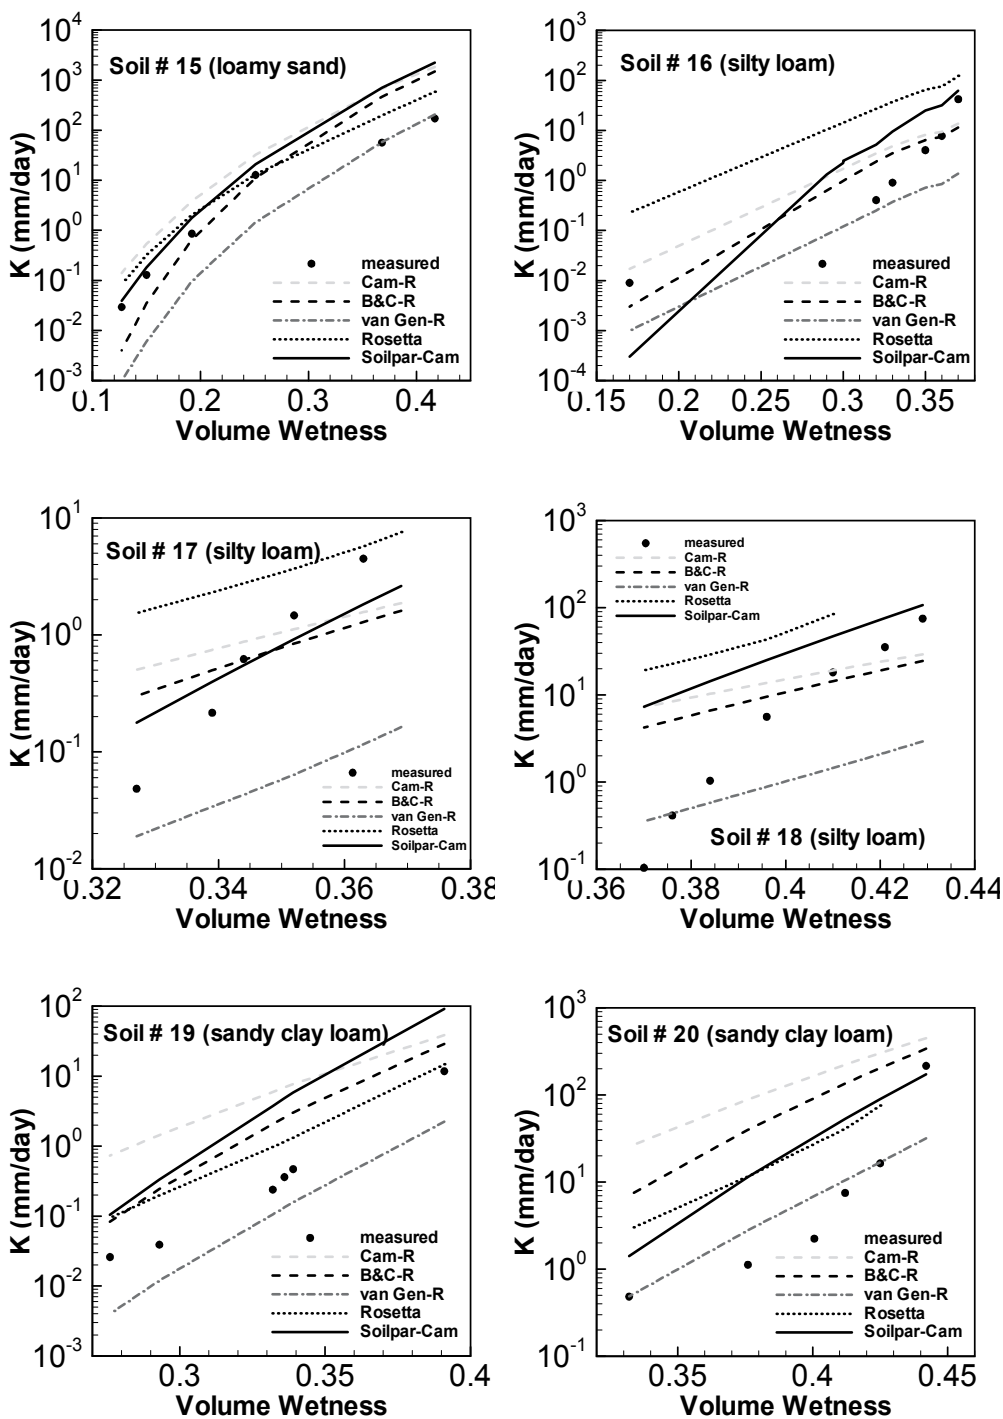 Soil # 15 (loamy sand)
K (mm/day)
10^4
10^3
10^2
10^1
10^0
10^-1
10^-2
10^-3
measured
Cam-R
B&C-R
van Gen-R
Rosetta
Soilpar-Cam
0.1 0.2 0.3 0.4
Volume Wetness
Soil # 16 (silty loam)
K (mm/day)
10^3
10^2
10^1
10^0
10^-1
10^-2
10^-3
10^-4
measured
Cam-R
B&C-R
van Gen-R
Rosetta
Soilpar-Cam
0.15 0.2 0.25 0.3 0.35
Volume Wetness
Soil # 17 (silty loam)
K (mm/day)
10^1
10^0
10^-1
10^-2
measured
Cam-R
B&C-R
van Gen-R
Rosetta
Soilpar-Cam
0.32 0.34 0.36 0.38
Volume Wetness
measured
Cam-R
B&C-R
van Gen-R
Rosetta
Soilpar-Cam
K (mm/day)
10^3
10^2
10^1
10^0
10^-1
Soil # 18 (silty loam)
0.36 0.38 0.4 0.42 0.44
Volume Wetness
Soil # 19 (sandy clay loam)
K (mm/day)
10^2
10^1
10^0
10^-1
10^-2
10^-3
measured
Cam-R
B&C-R
van Gen-R
Rosetta
Soilpar-Cam
0.3 0.35 0.4
Volume Wetness
Soil # 20 (sandy clay loam)
K (mm/day)
10^3
10^2
10^1
10^0
10^-1
measured
Cam-R
B&C-R
van Gen-R
Rosetta
Soilpar-Cam
0.35 0.4 0.45
Volume Wetness